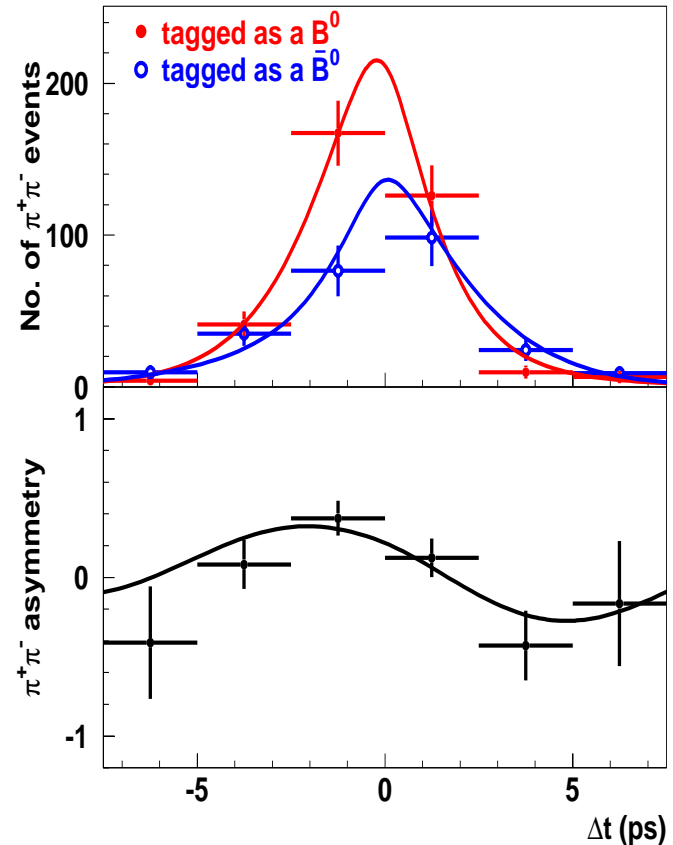 tagged as a B⁰
tagged as a B̄⁰
No. of π⁺π⁻ events
200
100
0
π⁺π⁻ asymmetry
1
0
-1
-5
0
5
Δt (ps)